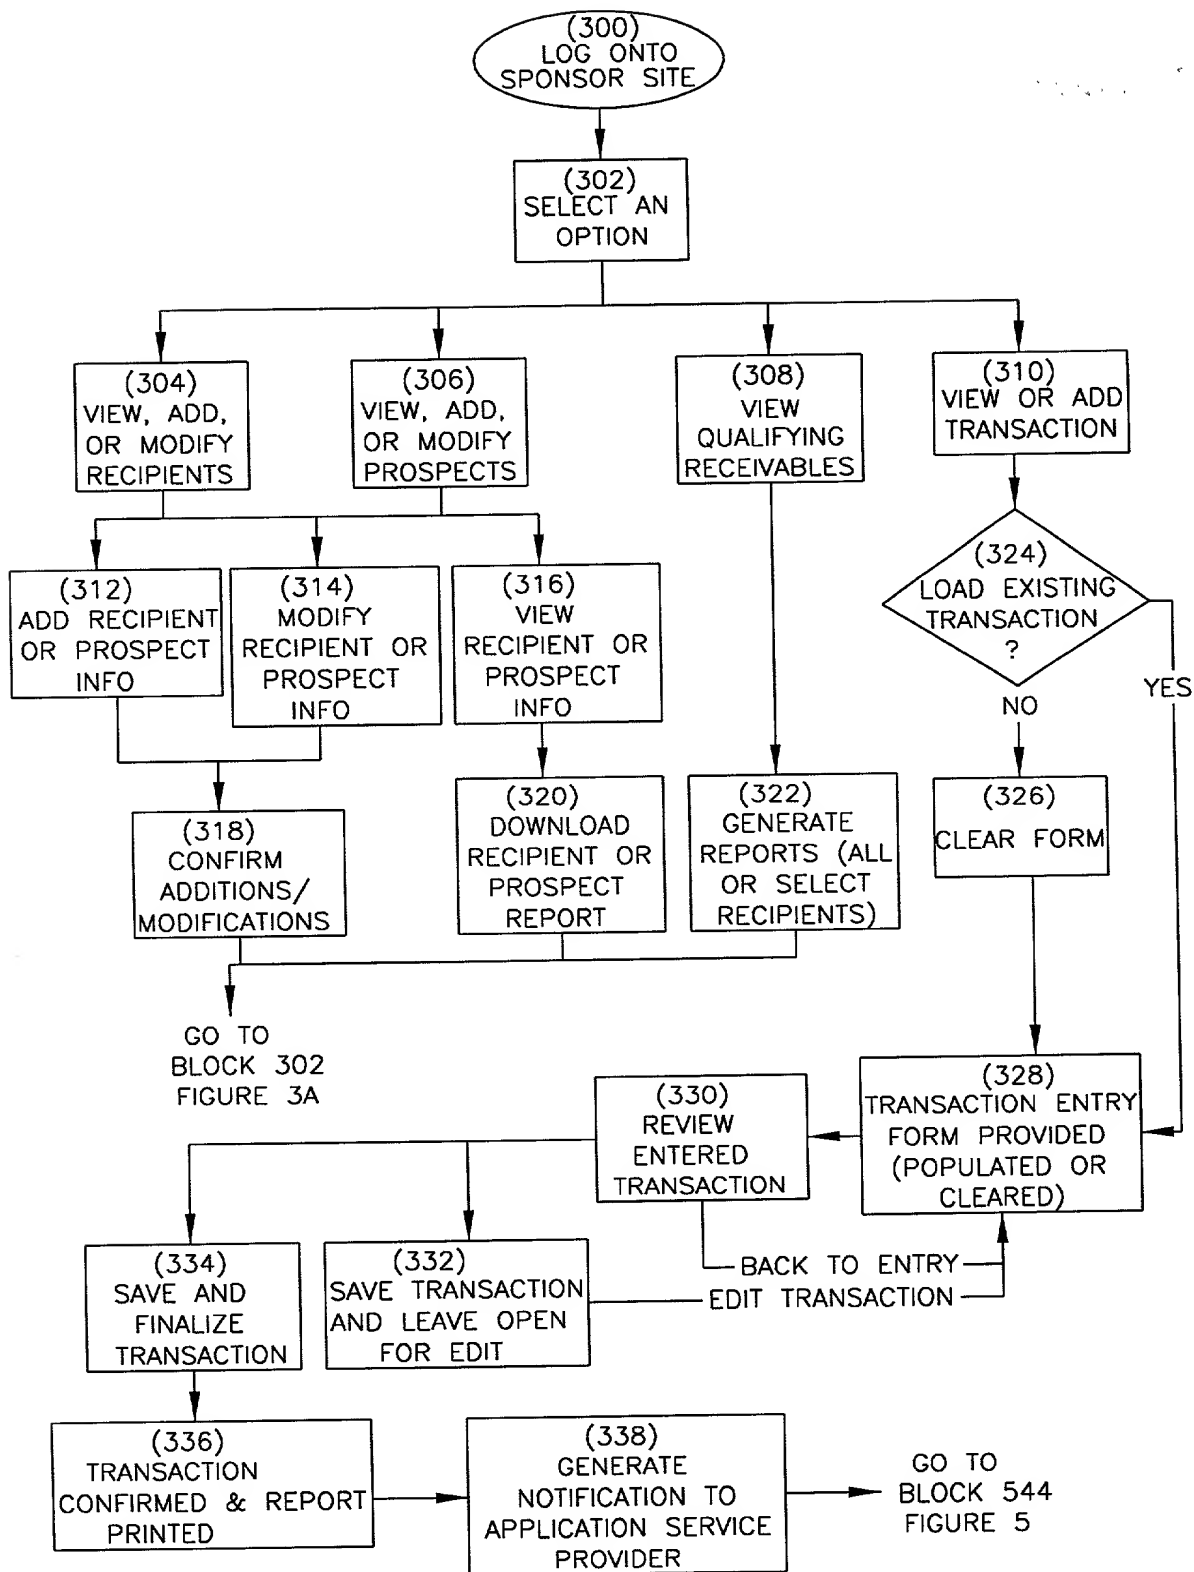 (300)
LOG ONTO
SPONSOR SITE
(302)
SELECT AN
OPTION
(304)
VIEW, ADD,
OR MODIFY
RECIPIENTS
(306)
VIEW, ADD,
OR MODIFY
PROSPECTS
(308)
VIEW
QUALIFYING
RECEIVABLES
(310)
VIEW OR ADD
TRANSACTION
(312)
ADD RECIPIENT
OR PROSPECT
INFO
(314)
MODIFY
RECIPIENT OR
PROSPECT
INFO
(316)
VIEW
RECIPIENT OR
PROSPECT
INFO
(324)
LOAD EXISTING
TRANSACTION
?
YES
NO
(318)
CONFIRM
ADDITIONS/
MODIFICATIONS
(320)
DOWNLOAD
RECIPIENT OR
PROSPECT
REPORT
(322)
GENERATE
REPORTS (ALL
OR SELECT
RECIPIENTS)
(326)
CLEAR FORM
GO TO
BLOCK 302
FIGURE 3A
(328)
TRANSACTION ENTRY
FORM PROVIDED
(POPULATED OR
CLEARED)
(330)
REVIEW
ENTERED
TRANSACTION
BACK TO ENTRY
EDIT TRANSACTION
(334)
SAVE AND
FINALIZE
TRANSACTION
(332)
SAVE TRANSACTION
AND LEAVE OPEN
FOR EDIT
(336)
TRANSACTION
CONFIRMED & REPORT
PRINTED
(338)
GENERATE
NOTIFICATION TO
APPLICATION SERVICE
PROVIDER
GO TO
BLOCK 544
FIGURE 5